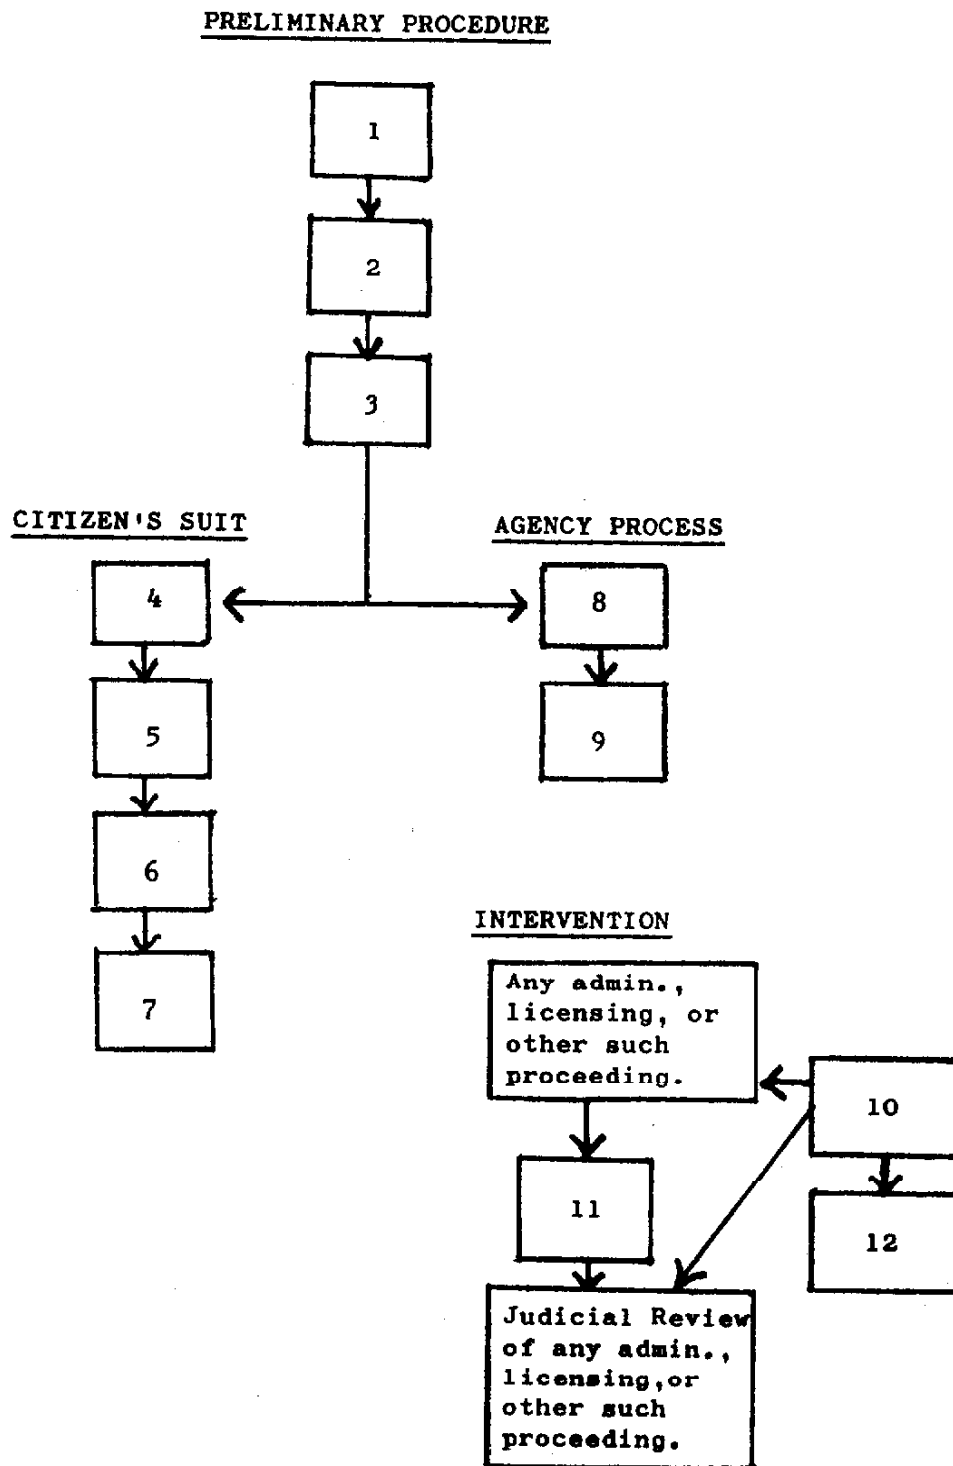 PRELIMINARY PROCEDURE
1
2
3
CITIZEN'S SUIT
4
5
6
7
AGENCY PROCESS
8
9
INTERVENTION
Any admin.,
licensing, or
other such
proceeding.
10
11
12
Judicial Review
of any admin.,
licensing,or
other such
proceeding.